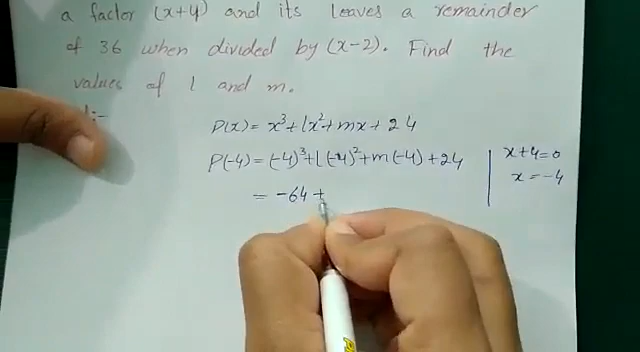 a factor (x+4) and its leaves a remainder
of 36 when divided by (x-2). Find the
values of l and m.
P(x) = x³+lx²+mx+24
P(-4) = (-4)³+l(-4)²+m(-4)+24
x+4=0
x=-4
= -64+